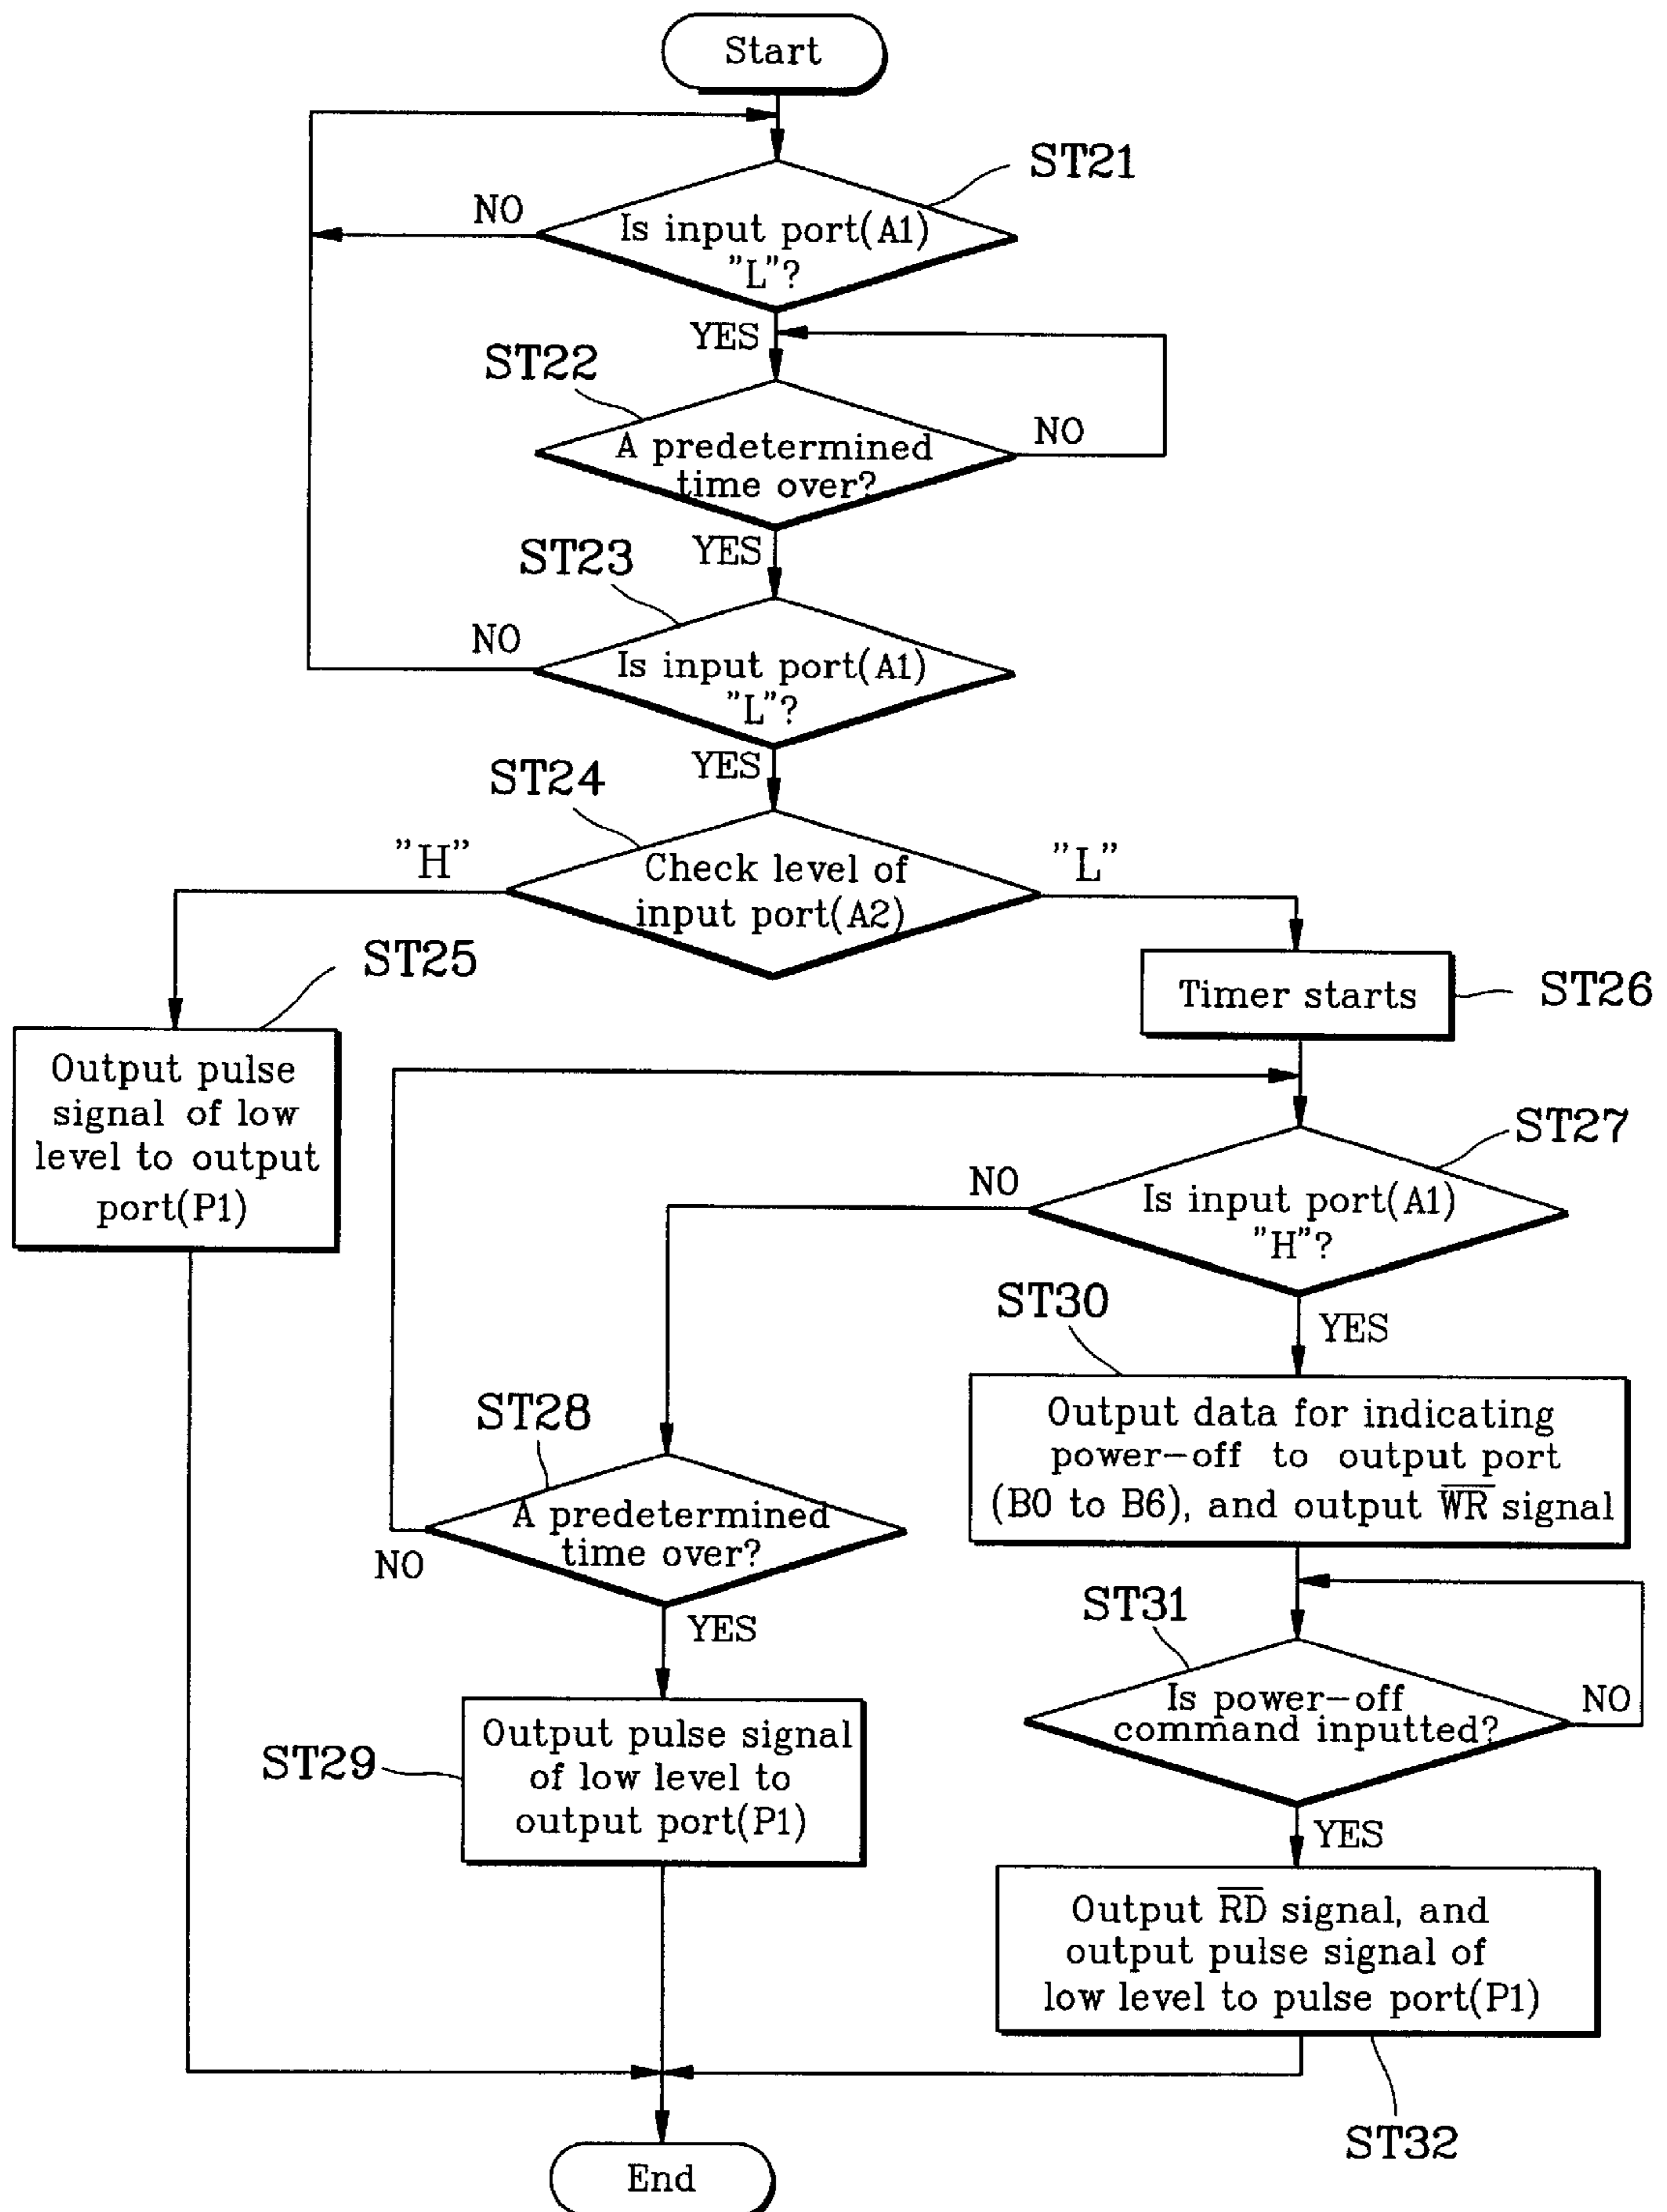 Start
ST21
NO
Is input port(A1)
"L"?
YES
ST22
A predetermined
time over?
NO
YES
ST23
NO
Is input port(A1)
"L"?
YES
ST24
"H"
Check level of
input port(A2)
"L"
ST25
Output pulse
signal of low
level to output
port(P1)
Timer starts
ST26
ST27
NO
Is input port(A1)
"H"?
YES
ST30
Output data for indicating
power-off to output port
(B0 to B6), and output W̅R̅ signal
ST28
A predetermined
time over?
NO
YES
ST31
Is power-off
command inputted?
NO
YES
ST29
Output pulse signal
of low level to
output port(P1)
Output R̅D̅ signal, and
output pulse signal of
low level to pulse port(P1)
ST32
End